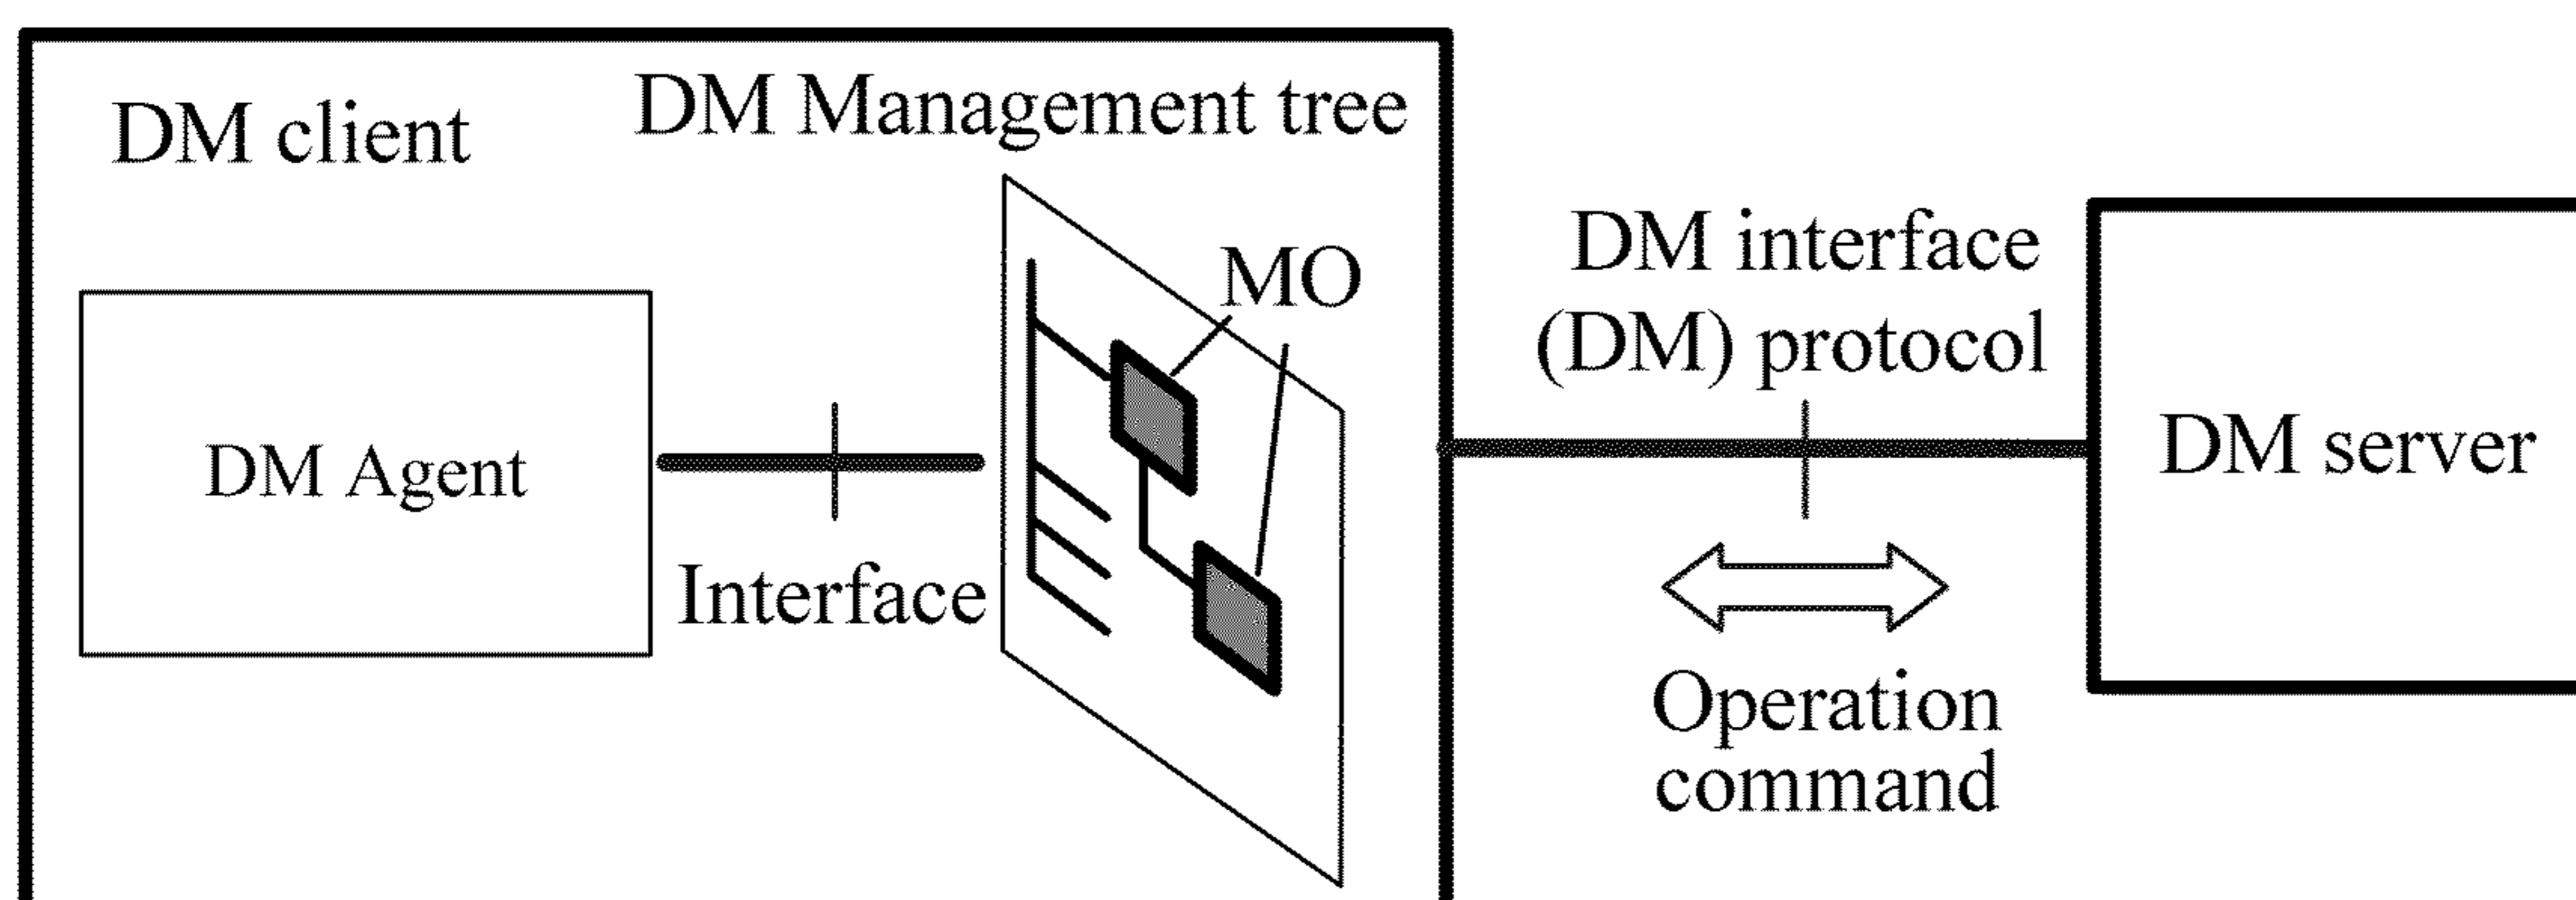 DM client
DM Management tree
MO
DM Agent
Interface
DM interface
(DM) protocol
Operation
command
DM server